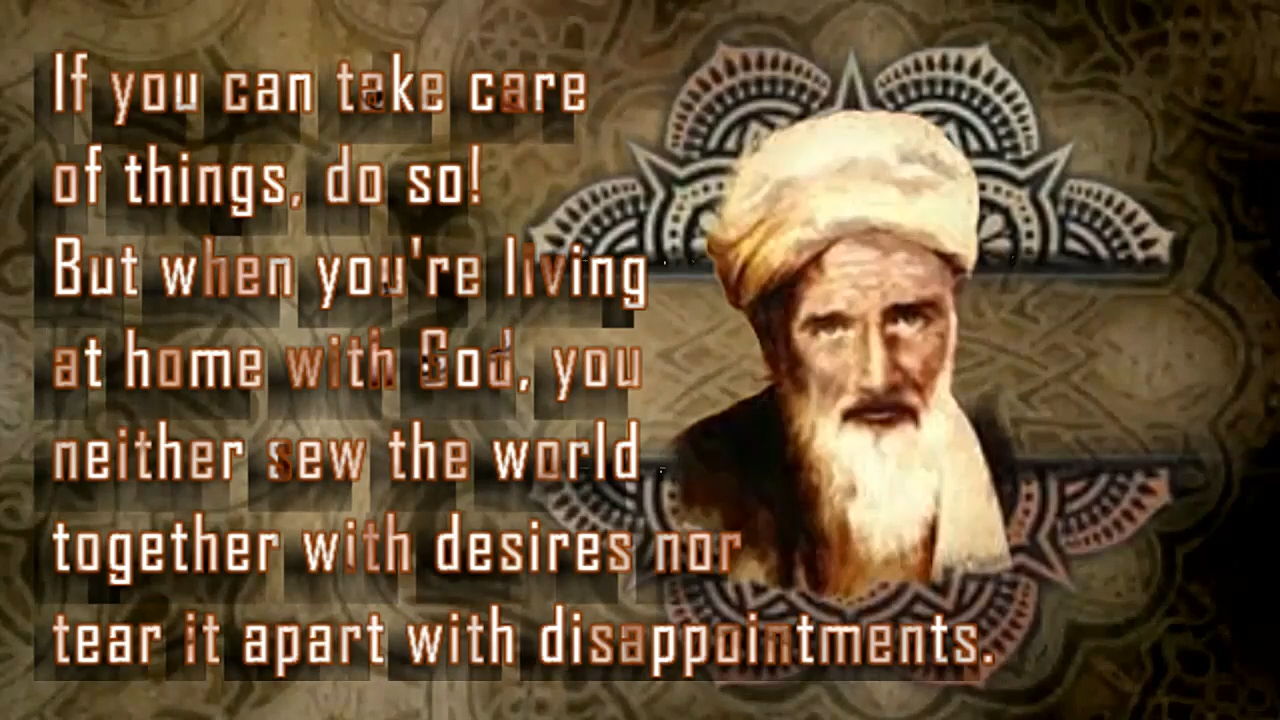 If you can take care
of things, do so!
But when you're living
at home with God, you
neither sew the world
together with desires nor
tear it apart with disappointments.